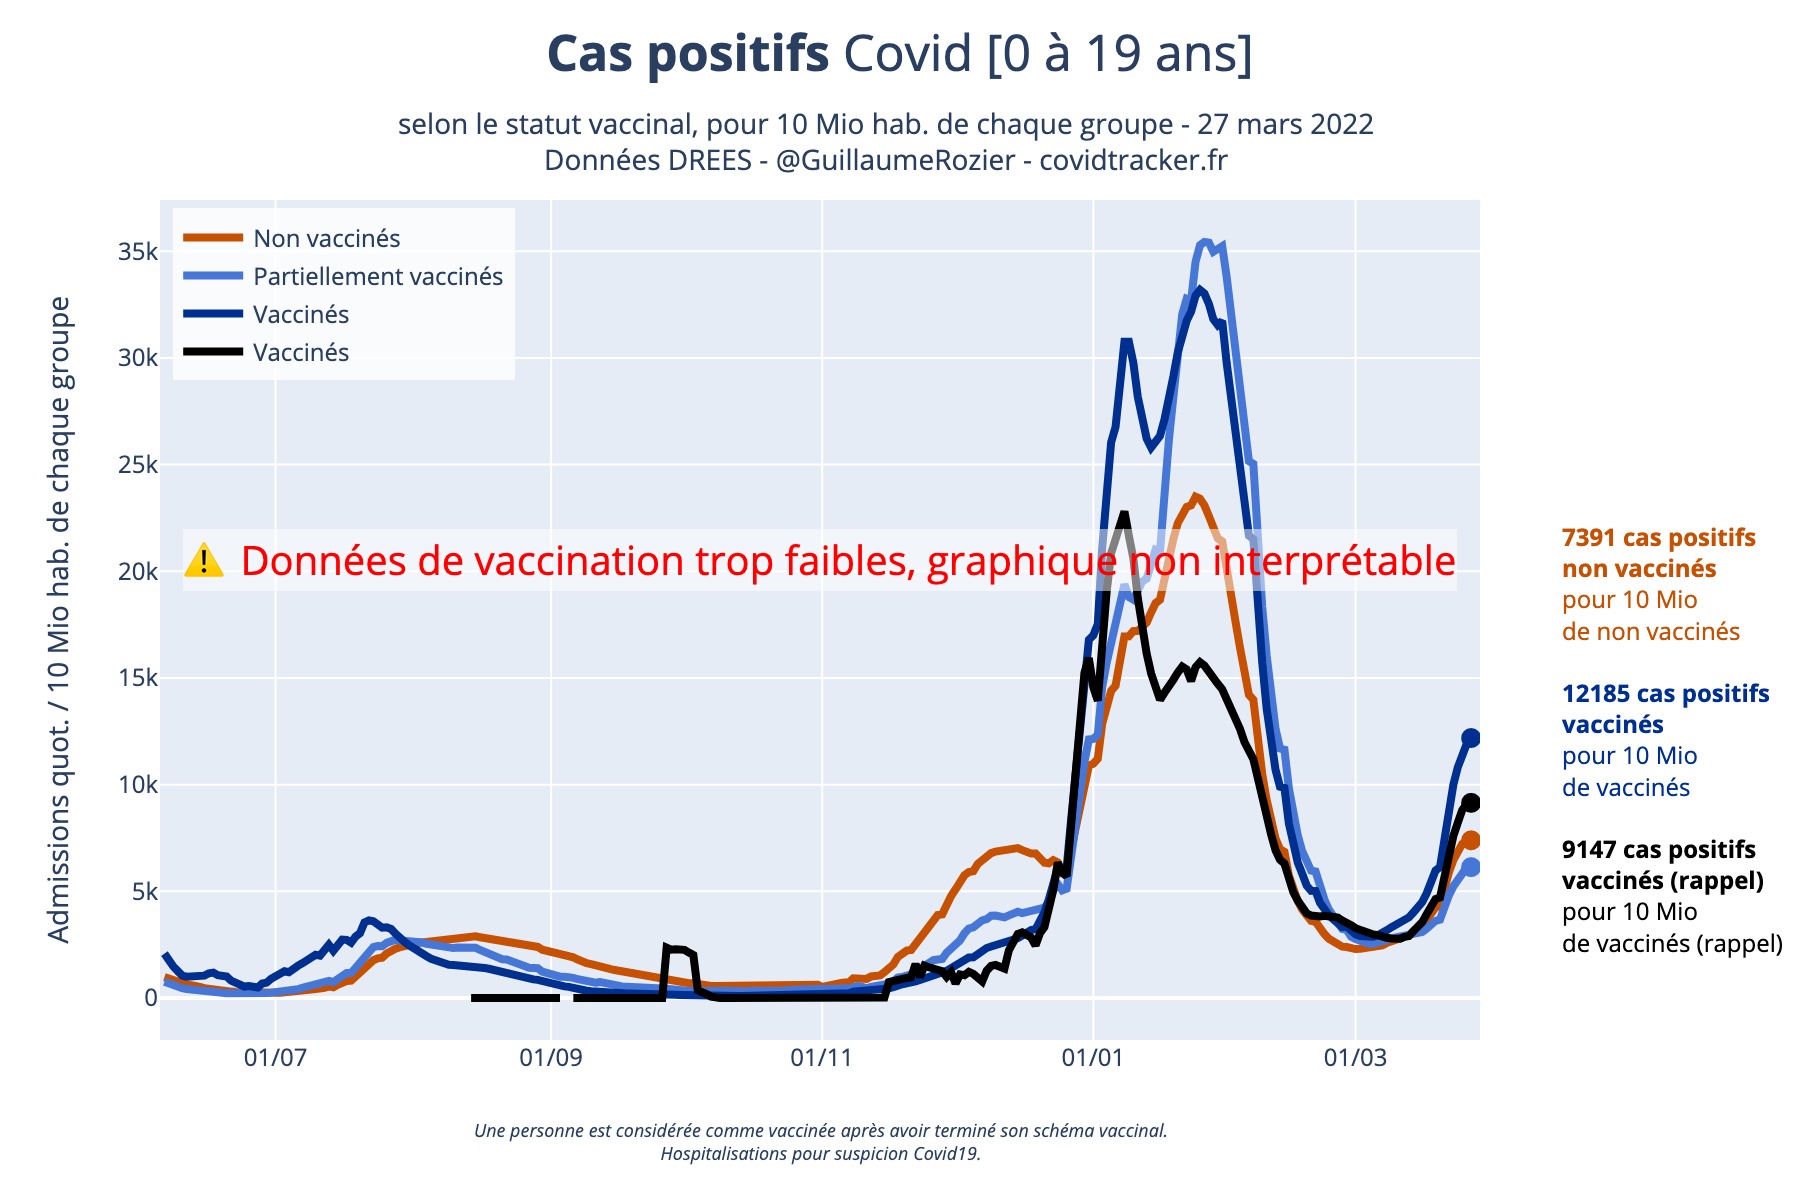 Cas positifs Covid [0 à 19 ans]
selon le statut vaccinal, pour 10 Mio hab. de chaque groupe - 27 mars 2022
Données DREES - @GuillaumeRozier - covidtracker.fr
Admissions quot. / 10 Mio hab. de chaque groupe
35k
30k
25k
20k
15k
10k
5k
0
Non vaccinés
Partiellement vaccinés
Vaccinés
Vaccinés
⚠️ Données de vaccination trop faibles, graphique non interprétable
01/07
01/09
01/11
01/01
01/03
7391 cas positifs
non vaccinés
pour 10 Mio
de non vaccinés
12185 cas positifs
vaccinés
pour 10 Mio
de vaccinés
9147 cas positifs
vaccinés (rappel)
pour 10 Mio
de vaccinés (rappel)
Une personne est considérée comme vaccinée après avoir terminé son schéma vaccinal.
Hospitalisations pour suspicion Covid19.